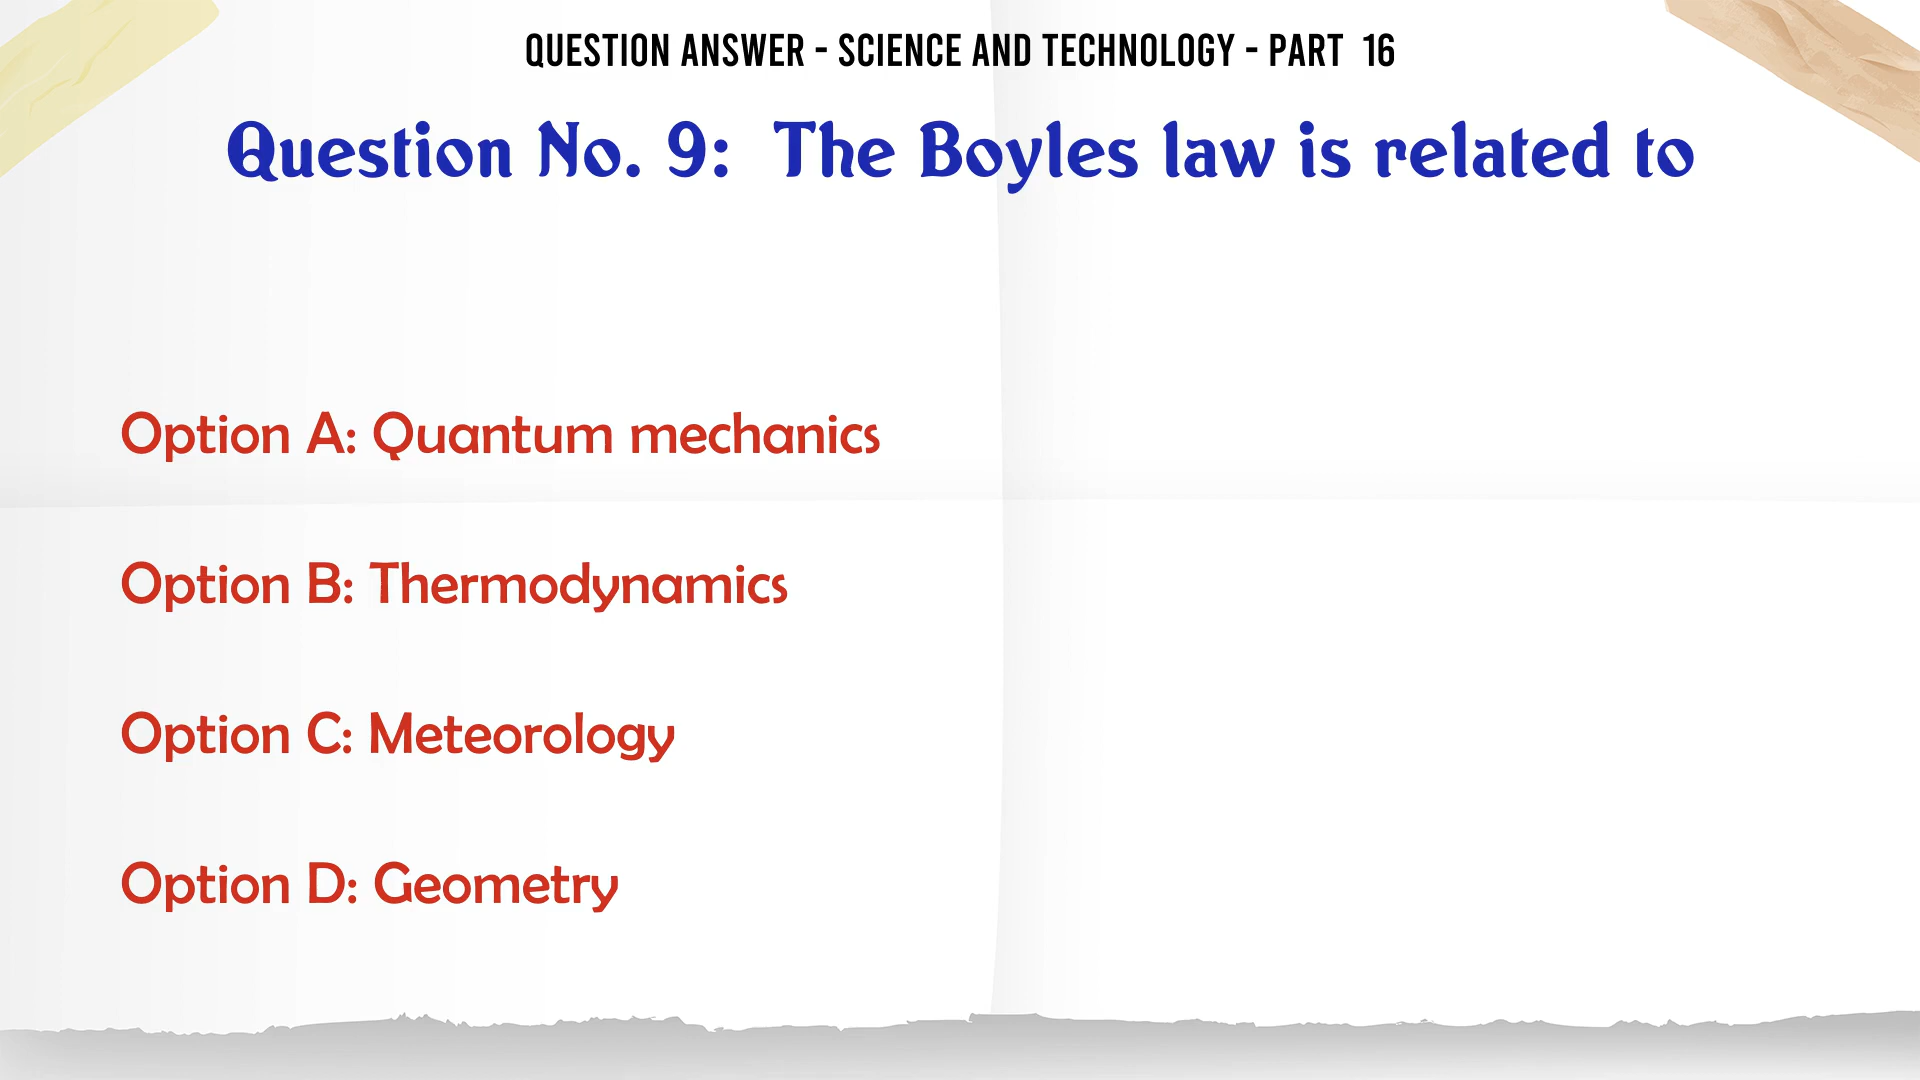 QUESTION ANSWER - SCIENCE AND TECHNOLOGY - PART 16
Question No. 9: The Boyles law is related to
Option A: Quantum mechanics
Option B: Thermodynamics
Option C: Meteorology
Option D: Geometry